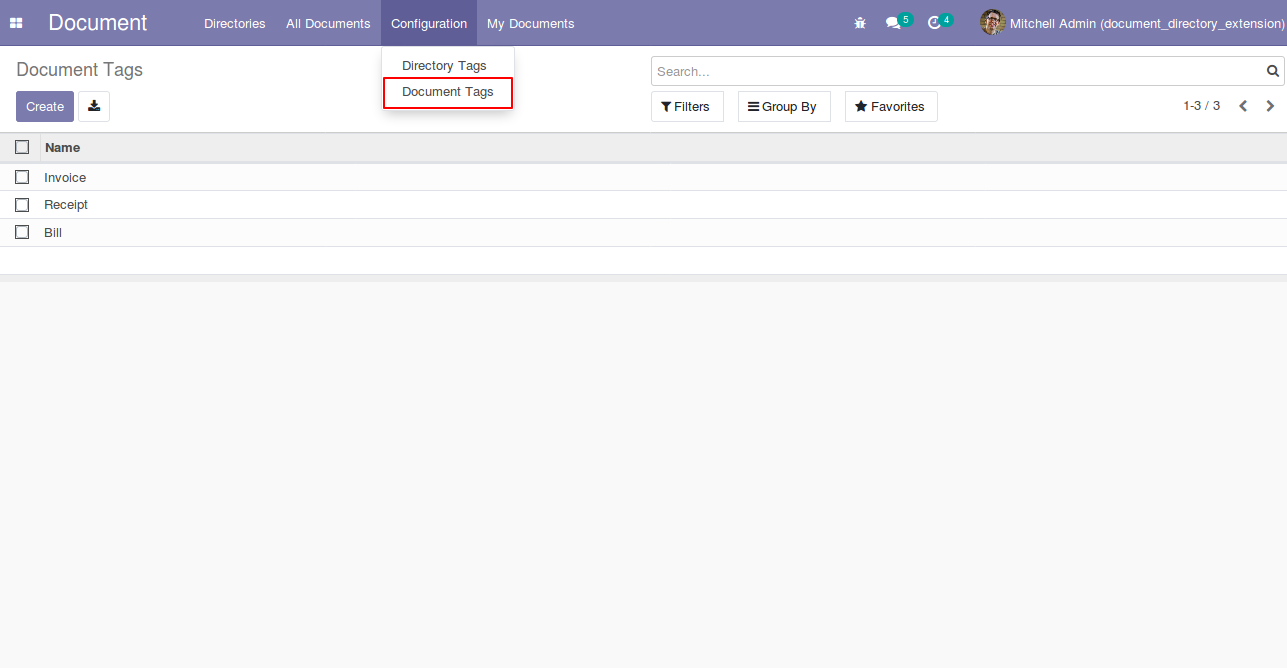 Document Directories All Documents Configuration My Documents 5 4 Mitchell Admin (document_directory_extension)
Directory Tags
Document Tags
Document Tags
Search...
Create Filters Group By Favorites 1-3 / 3
Name
Invoice
Receipt
Bill